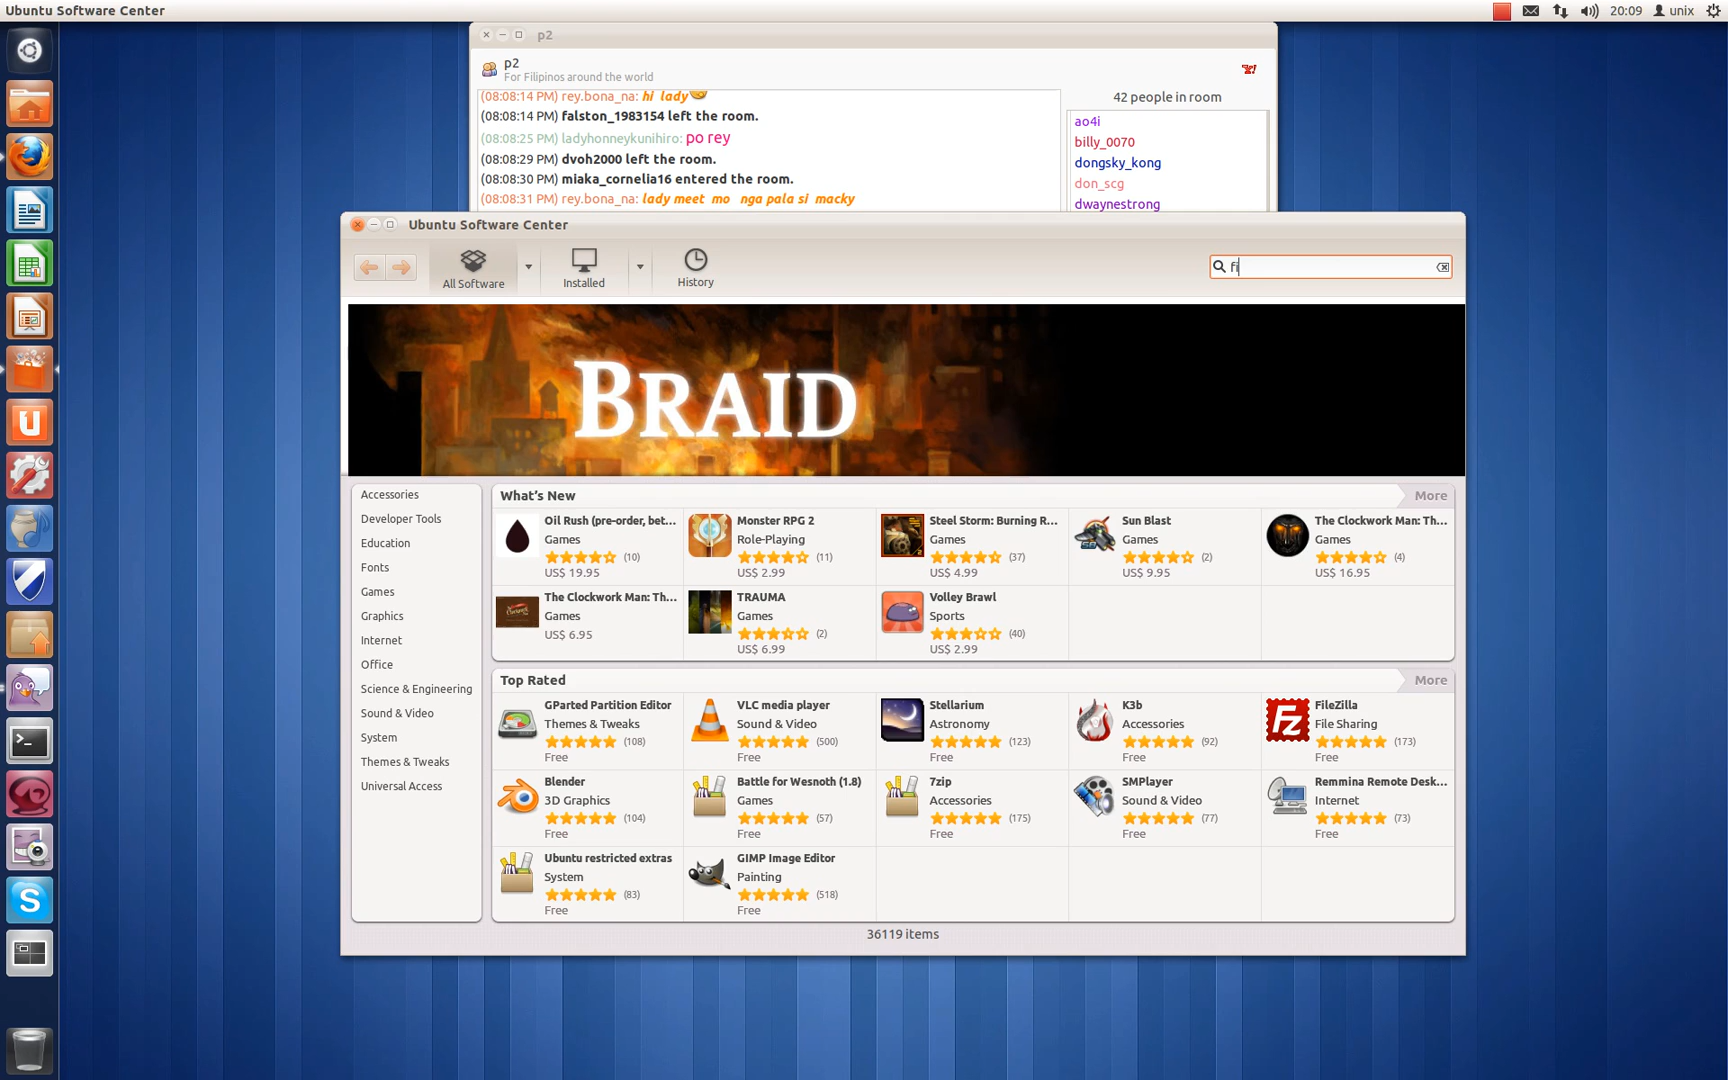 Ubuntu Software Center
20:09 unix
p2
p2
For Filipinos around the world
(08:08:14 PM) rey.bona_na: hi lady
(08:08:14 PM) falston_1983154 left the room.
(08:08:25 PM) ladyhonneykunihiro: po rey
(08:08:29 PM) dvoh2000 left the room.
(08:08:30 PM) miaka_cornelia16 entered the room.
(08:08:31 PM) rey.bona_na: lady meet mo nga pala si macky
42 people in room
ao4i
billy_0070
dongsky_kong
don_scg
dwaynestrong
Ubuntu Software Center
All Software
Installed
History
fi
BRAID
Accessories
Developer Tools
Education
Fonts
Games
Graphics
Internet
Office
Science & Engineering
Sound & Video
System
Themes & Tweaks
Universal Access
What's New
More
Oil Rush (pre-order, bet...
Games
(10)
US$ 19.95
Monster RPG 2
Role-Playing
(11)
US$ 2.99
Steel Storm: Burning R...
Games
(37)
US$ 4.99
Sun Blast
Games
(2)
US$ 9.95
The Clockwork Man: Th...
Games
(4)
US$ 16.95
The Clockwork Man: Th...
Games
US$ 6.95
TRAUMA
Games
(2)
US$ 6.99
Volley Brawl
Sports
(40)
US$ 2.99
Top Rated
More
GParted Partition Editor
Themes & Tweaks
(108)
Free
VLC media player
Sound & Video
(500)
Free
Stellarium
Astronomy
(123)
Free
K3b
Accessories
(92)
Free
Fz
FileZilla
File Sharing
(173)
Free
Blender
3D Graphics
(104)
Free
Battle for Wesnoth (1.8)
Games
(57)
Free
7zip
Accessories
(175)
Free
SMPlayer
Sound & Video
(77)
Free
Remmina Remote Desk...
Internet
(73)
Free
Ubuntu restricted extras
System
(83)
Free
GIMP Image Editor
Painting
(518)
Free
36119 items